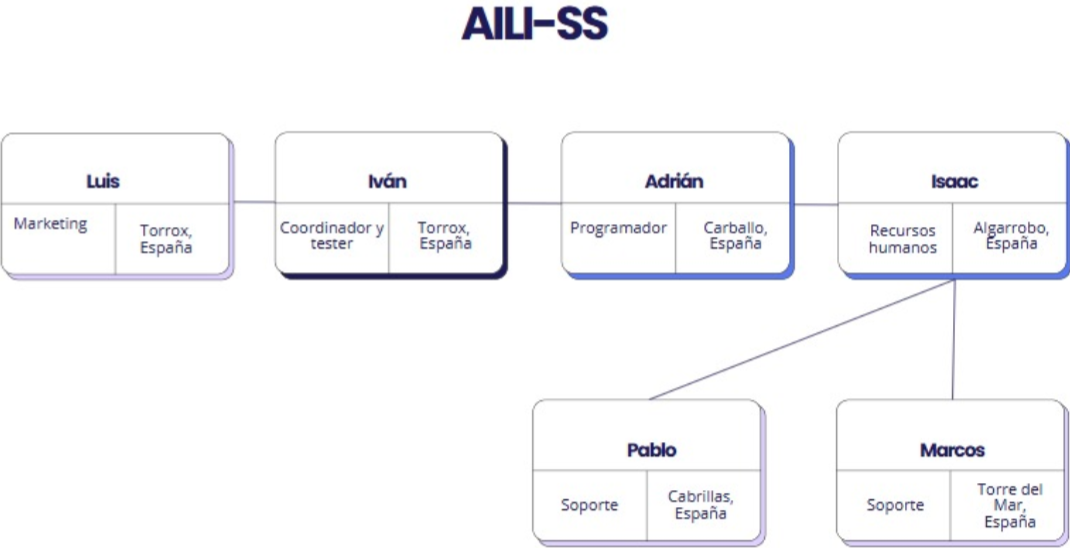 AILI-SS
Luis
Marketing
Torrox,
España
Iván
Coordinador y
tester
Torrox,
España
Adrián
Programador
Carballo,
España
Isaac
Recursos
humanos
Algarrobo,
España
Pablo
Soporte
Cabrillas,
España
Marcos
Soporte
Torre del
Mar,
España